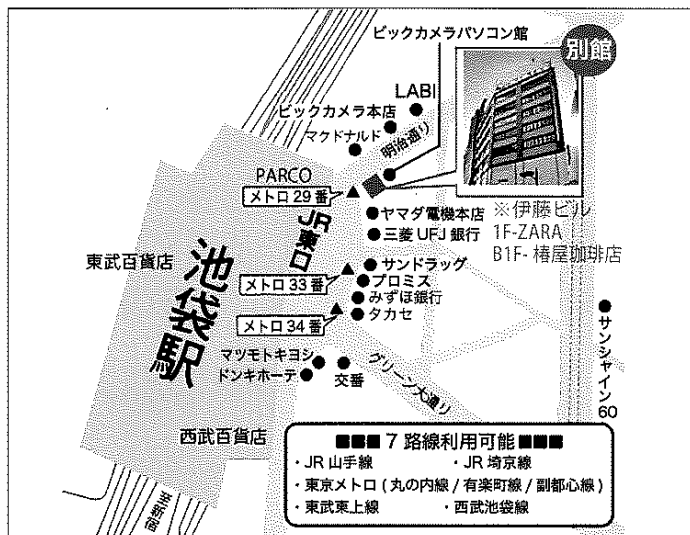 ビックカメラパソコン館
別館
LABI
ビックカメラ本店
マクドナルド
明治通り
PARCO
メトロ29番
JR東口
ヤマダ電機本店
三菱UFJ銀行
※伊藤ビル
1F-ZARA
B1F-椿屋珈琲店
東武百貨店
池袋駅
サンドラッグ
メトロ33番
プロミス
みずほ銀行
メトロ34番
タカセ
サンシャイン60
マツモトキヨシ
ドンキホーテ
交番
グリーン大通り
西武百貨店
■■■7路線利用可能■■■
・JR山手線 ・JR埼京線
・東京メトロ(丸の内線/有楽町線/副都心線)
・東武東上線 ・西武池袋線
至新宿